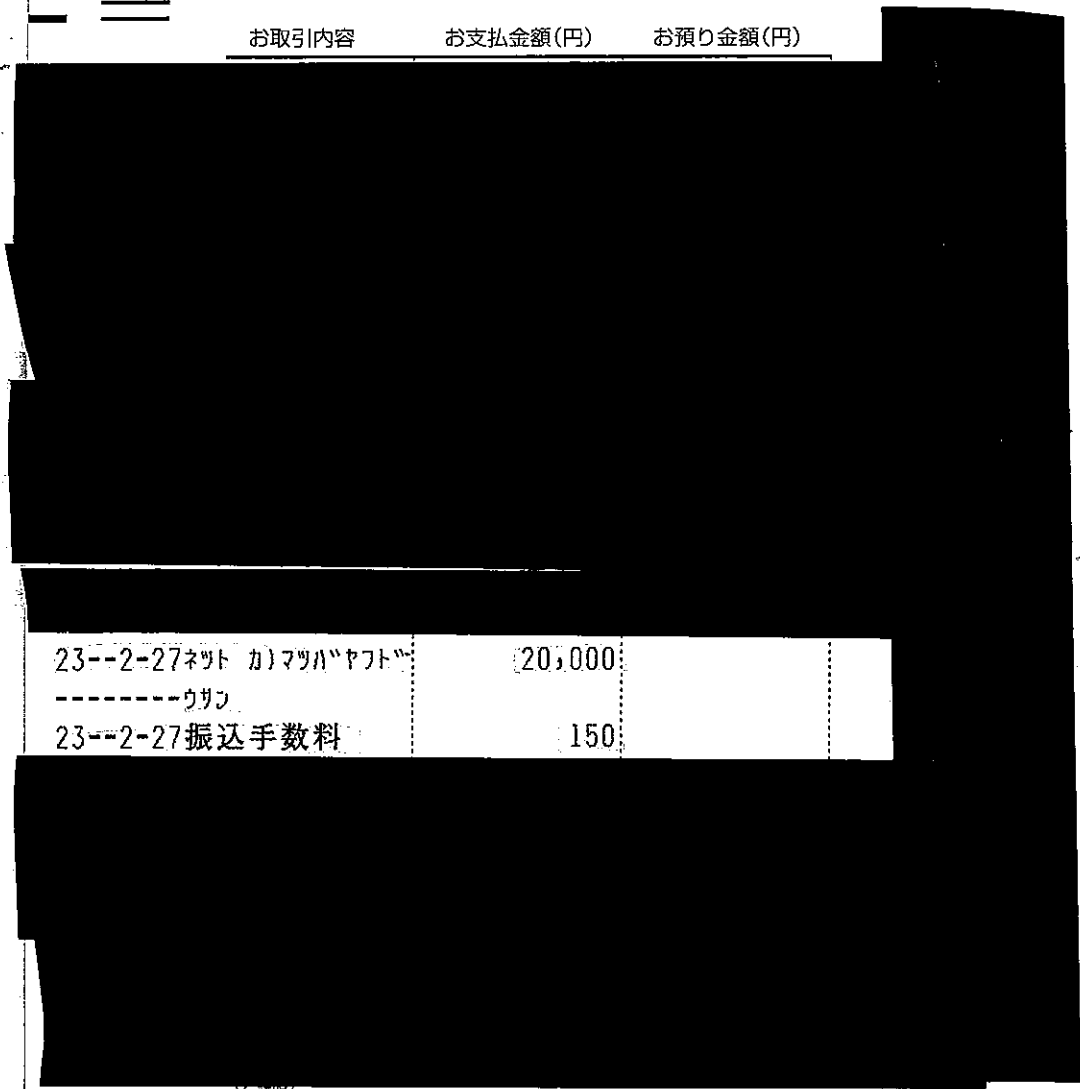 お取引内容 お支払金額(円) お預り金額(円)
23--2-27ネツト カ)マツバヤフド 20,000
--------ウサン
23--2-27振込手数料 150